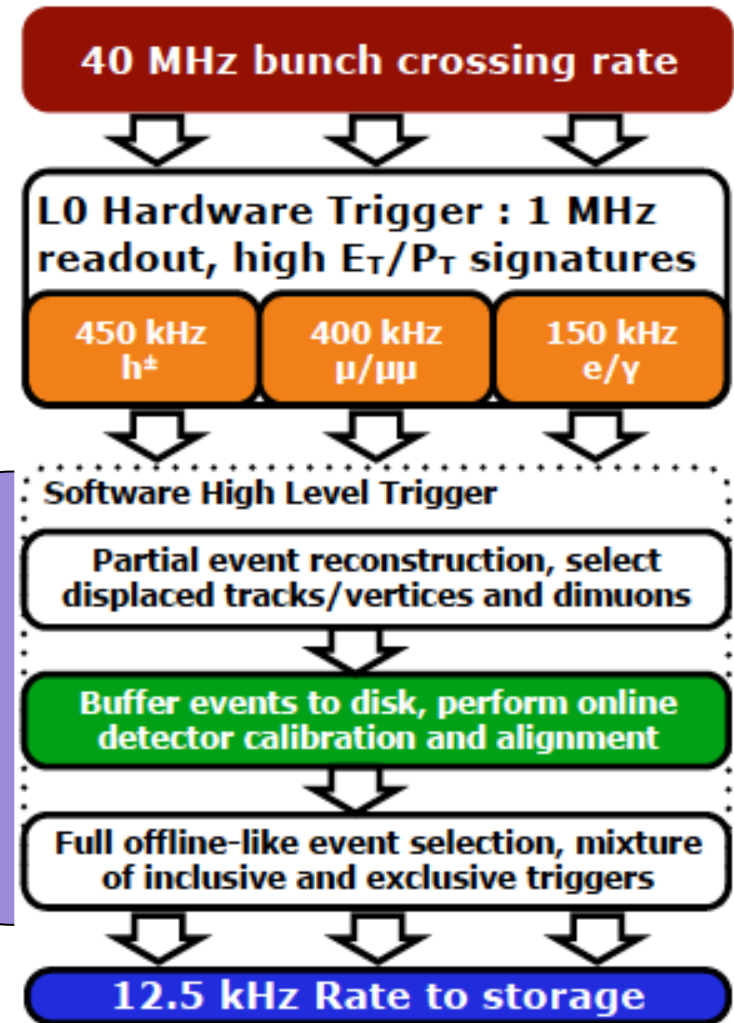 40 MHz bunch crossing rate
L0 Hardware Trigger : 1 MHz
readout, high Eᴛ/Pᴛ signatures
450 kHz
h±
400 kHz
μ/μμ
150 kHz
e/γ
Software High Level Trigger
Partial event reconstruction, select
displaced tracks/vertices and dimuons
Buffer events to disk, perform online
detector calibration and alignment
Full offline-like event selection, mixture
of inclusive and exclusive triggers
12.5 kHz Rate to storage